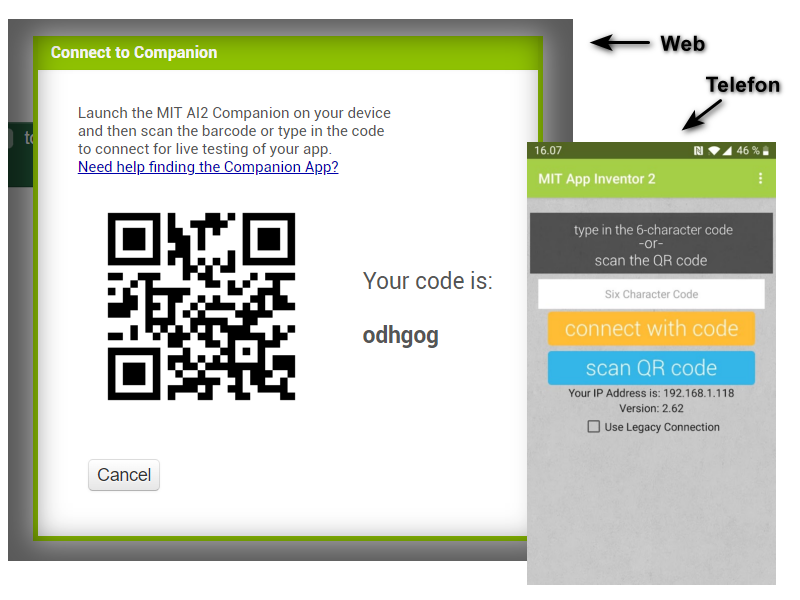 Connect to Companion
Web
Telefon
Launch the MIT AI2 Companion on your device
and then scan the barcode or type in the code
to connect for live testing of your app.
Need help finding the Companion App?
Your code is:
odhgog
Cancel
16.07
46 %
MIT App Inventor 2
type in the 6-character code
-or-
scan the QR code
Six Character Code
connect with code
scan QR code
Your IP Address is: 192.168.1.118
Version: 2.62
Use Legacy Connection